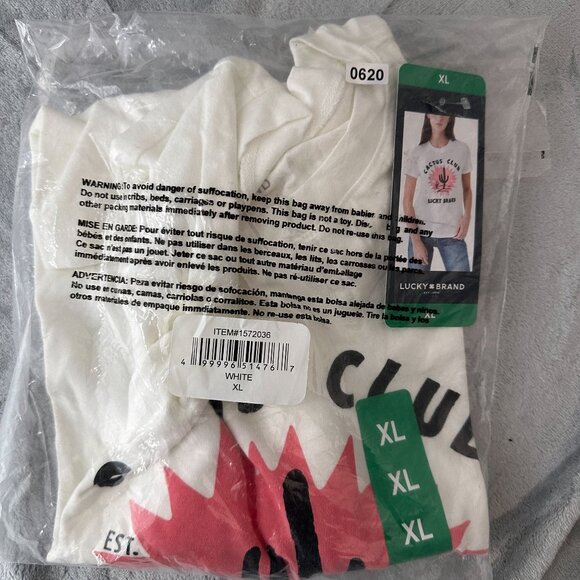 0620
XL
CACTUS CLUB
LUCKY BRAND
LUCKY BRAND
XL
WARNING: To avoid danger of suffocation, keep this bag away from babier and children.
Do not use in cribs, beds, carriages or playpens. This bag is not a toy. bag and any
other packing materials immediately after removing product. Do not re-use this bag.
MISE EN GARDE: Pour éviter tout risque de suffocation, tenir ce sac hors de la portée des
bébés et des enfants. Ne pas utiliser dans les berceaux, les lits, les carrosses ou les parcs.
Ce sac n'est pas un jouet. Jeter ce sac ou tout autre matériau d'emballage
immédiatement après avoir enlevé les produits. Ne pas ré-utiliser ce sac.
ADVERTENCIA: Para evitar riesgo de sofocación, mantenga esta bolsa alejada de bebes y niños.
No use en cunas, camas, carriolas o corralitos. Esta bolsa no es un juguete. Tire la bolsa y los
otros materiales de empaque immediatamente. No re-use esta bolsa.
ITEM#1572036
4 99996 51476 7
WHITE
XL
CLUB
XL
XL
XL
EST.